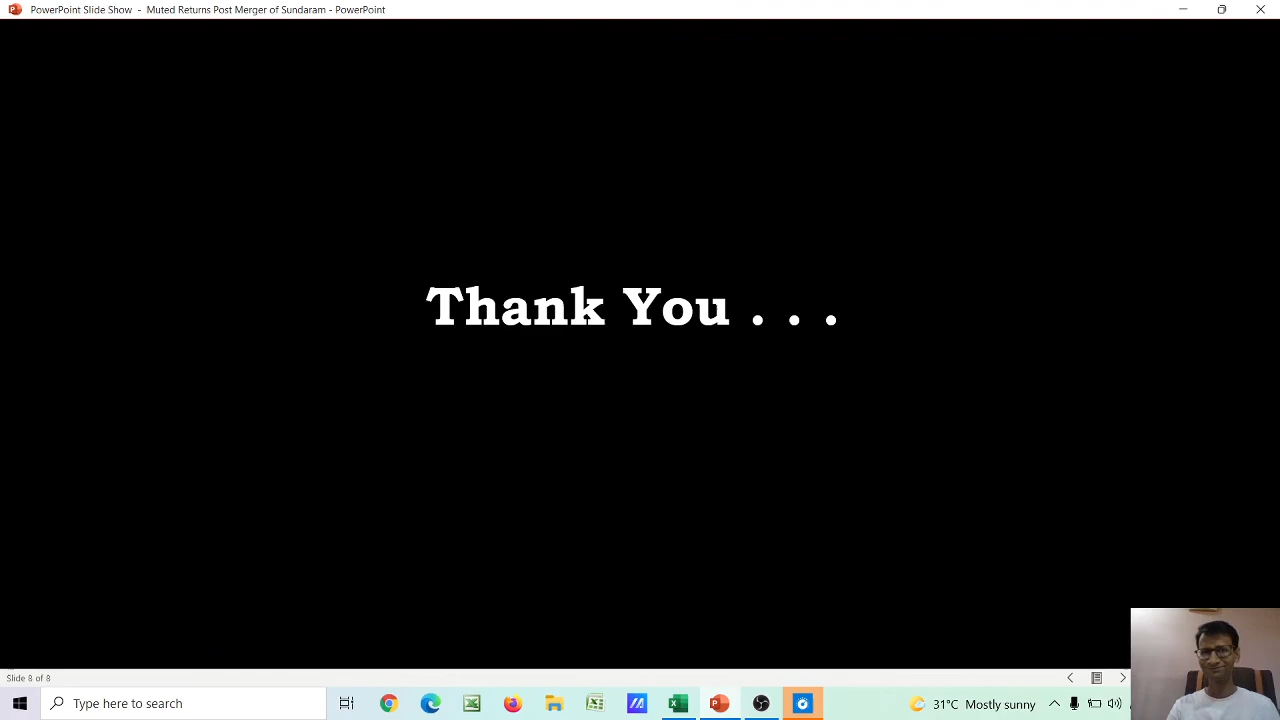 PowerPoint Slide Show - Muted Returns Post Merger of Sundaram - PowerPoint
Thank You . . .
Slide 8 of 8
Type here to search
31°C Mostly sunny